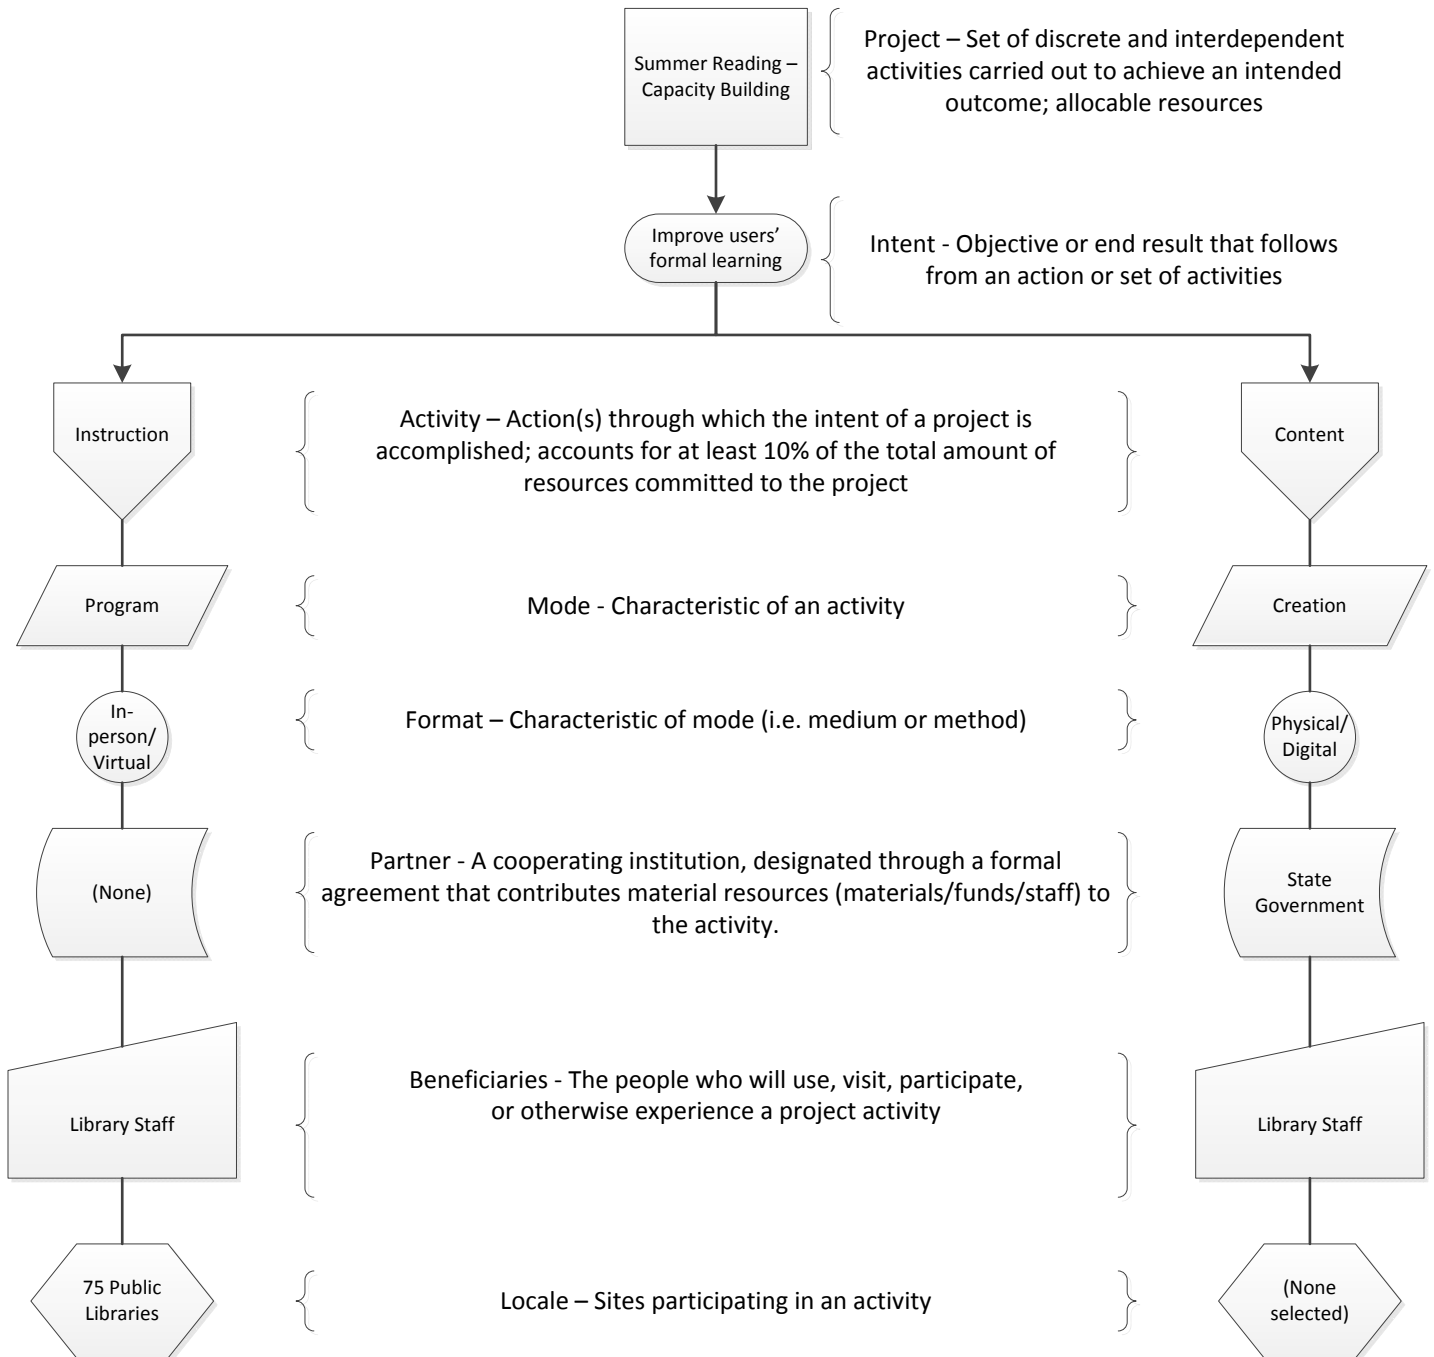 Summer Reading –
Capacity Building
Project – Set of discrete and interdependent
activities carried out to achieve an intended
outcome; allocable resources
Improve users’
formal learning
Intent - Objective or end result that follows
from an action or set of activities
Instruction
Activity – Action(s) through which the intent of a project is
accomplished; accounts for at least 10% of the total amount of
resources committed to the project
Content
Program
Mode - Characteristic of an activity
Creation
In-
person/
Virtual
Format – Characteristic of mode (i.e. medium or method)
Physical/
Digital
(None)
Partner - A cooperating institution, designated through a formal
agreement that contributes material resources (materials/funds/staff) to
the activity.
State
Government
Library Staff
Beneficiaries - The people who will use, visit, participate,
or otherwise experience a project activity
Library Staff
75 Public
Libraries
Locale – Sites participating in an activity
(None
selected)